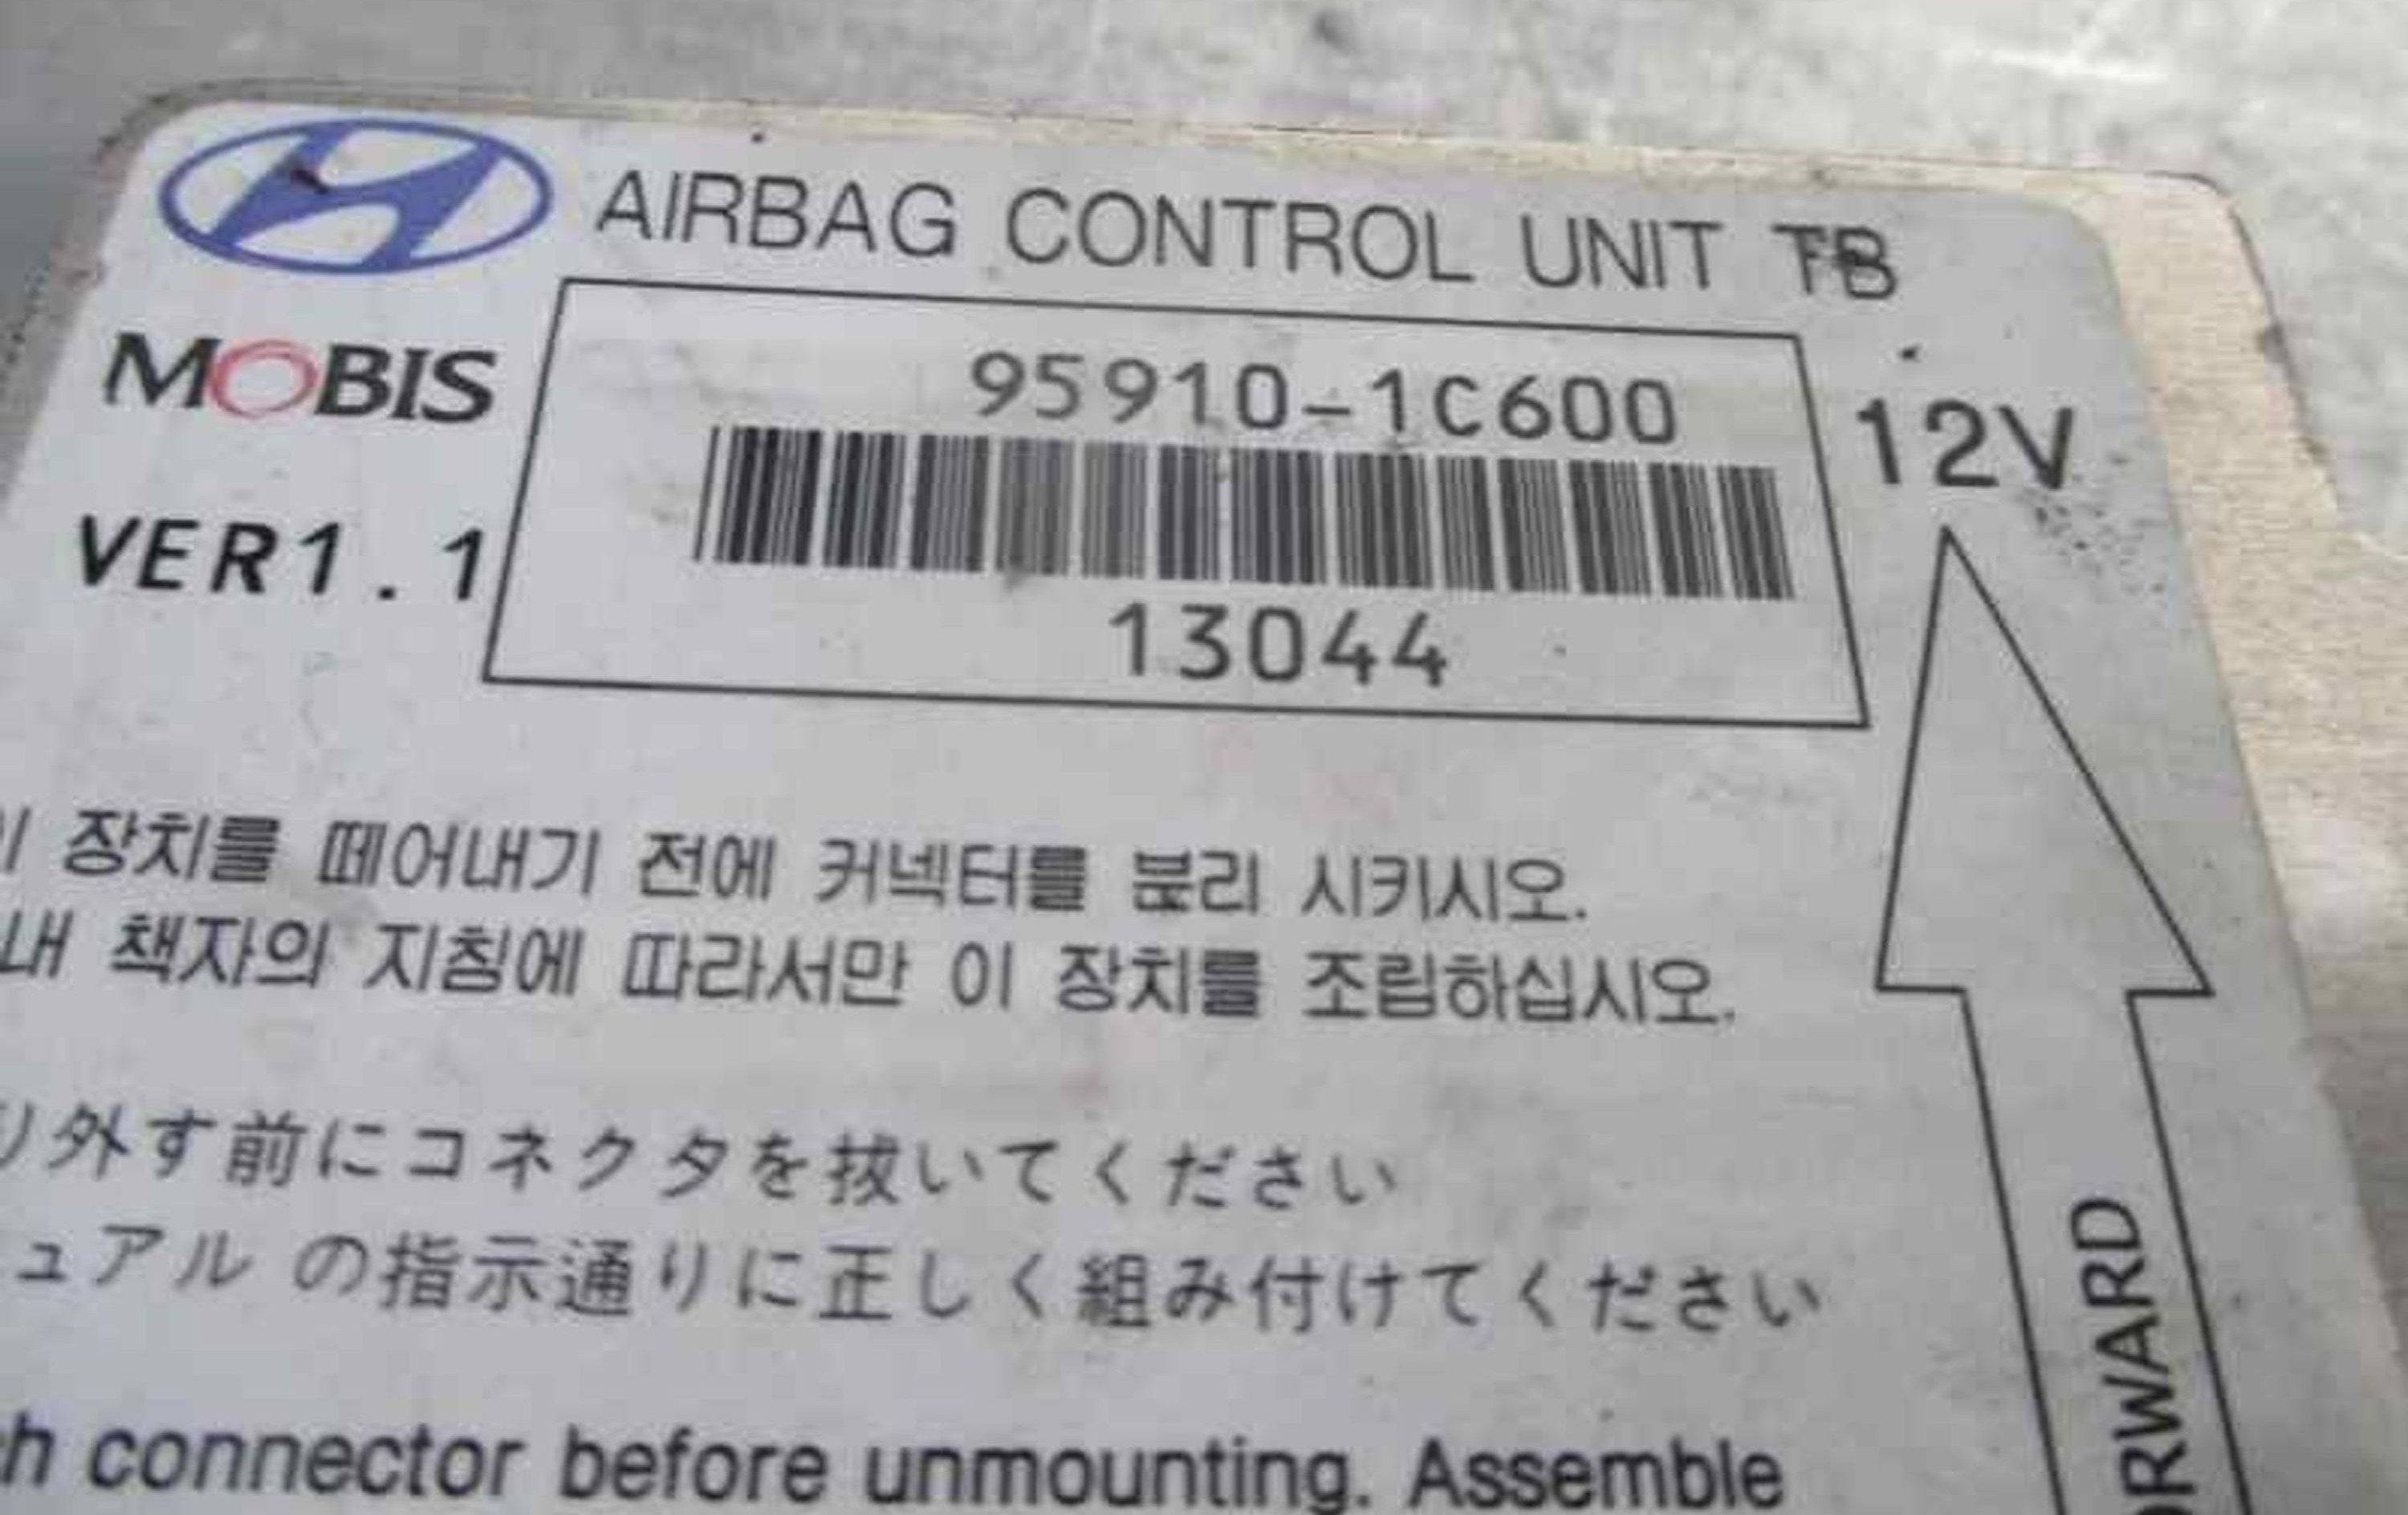 AIRBAG CONTROL UNIT TB
MOBIS
95910-1C600
12V
VER1.1
13044
장치를 떼어내기 전에 커넥터를 분리 시키시오.
내 책자의 지침에 따라서만 이 장치를 조립하십시오.
り外す前にコネクタを抜いてください
ュアル の指示通りに正しく組み付けてください
connector before unmounting. Assemble
ORWARD